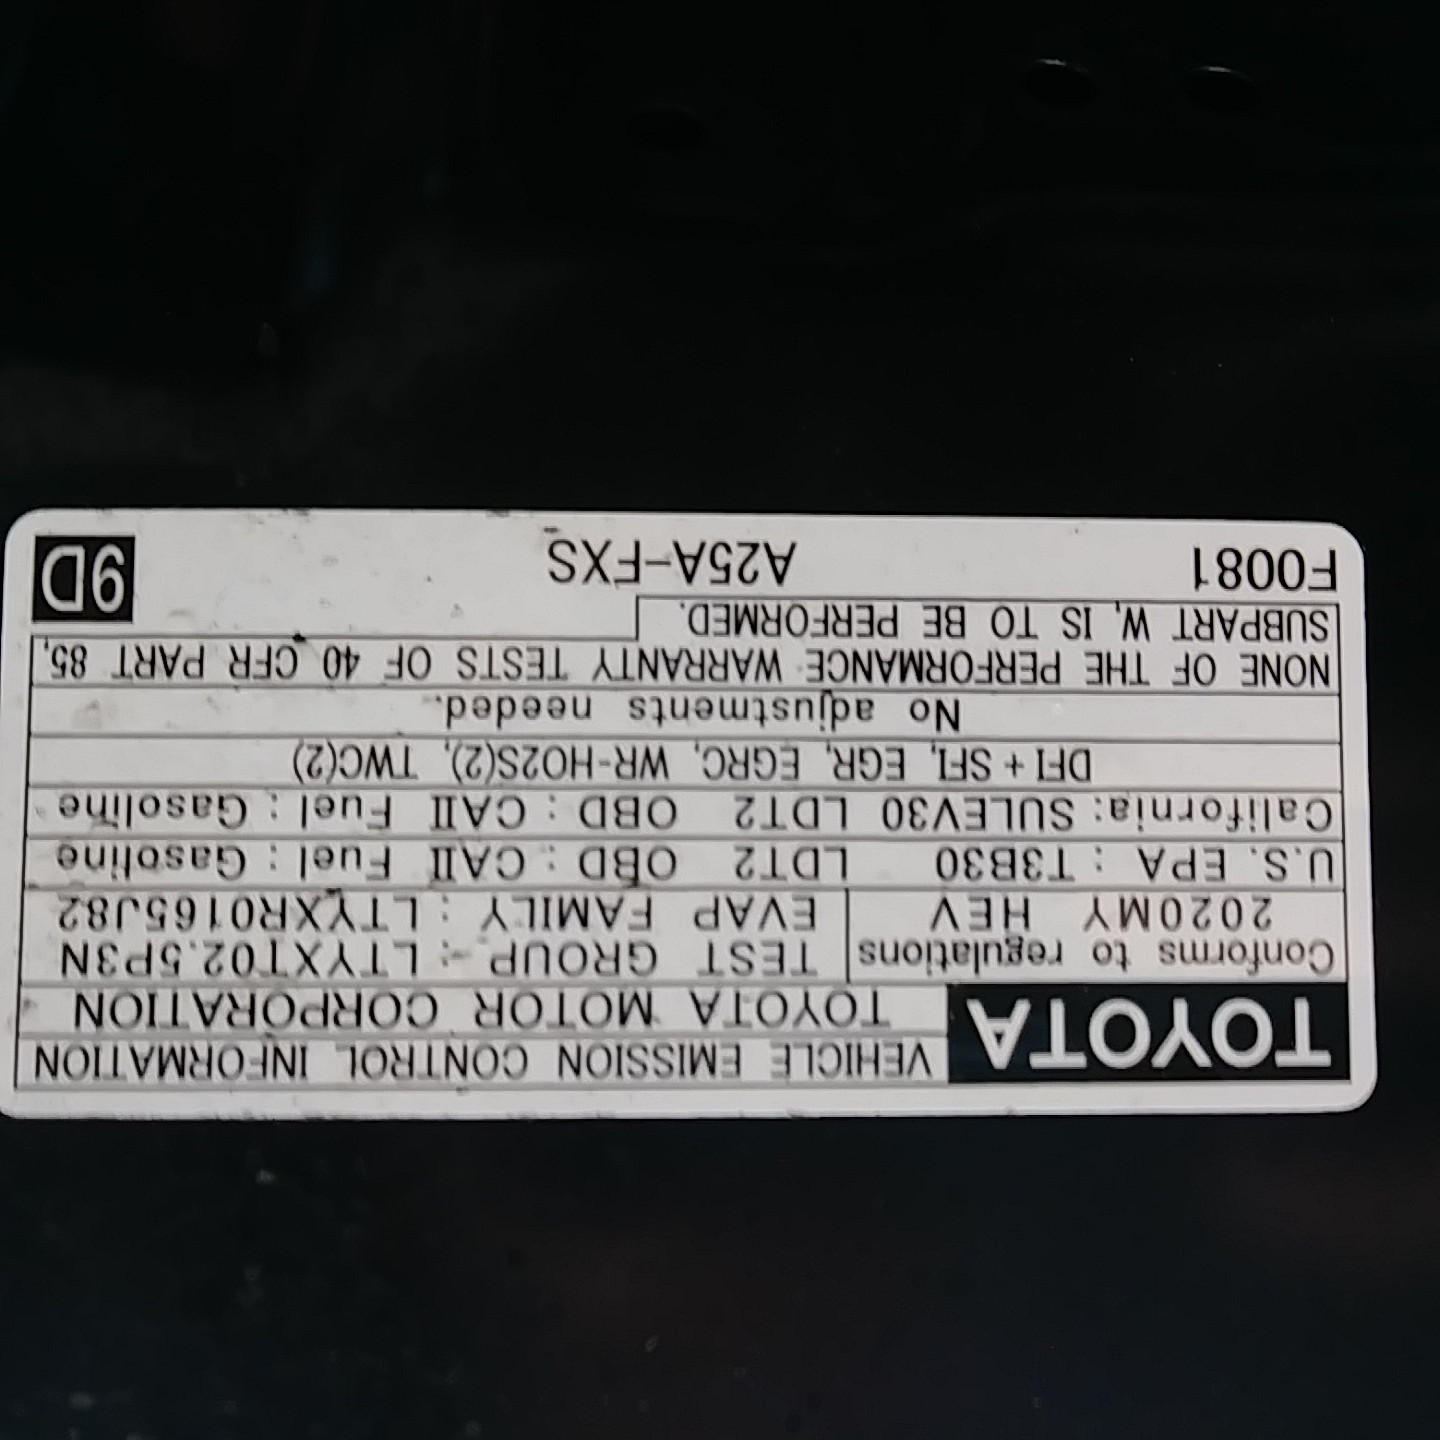 TOYOTA VEHICLE EMISSION CONTROL INFORMATION
TOYOTA MOTOR CORPORATION
Conforms to regulations TEST GROUP : LTYXT02.5P3N
2020MY HEV EVAP FAMILY : LTYXR0165J82
U.S. EPA : T3B30 LDT2 OBD : CAII Fuel : Gasoline
California: SULEV30 LDT2 OBD : CAII Fuel : Gasoline
DFI + SFI, EGR, EGRC, WR-HO2S(2), TWC(2)
No adjustments needed.
NONE OF THE PERFORMANCE WARRANTY TESTS OF 40 CFR PART 85,
SUBPART W, IS TO BE PERFORMED.
F0081 A25A-FXS 9D